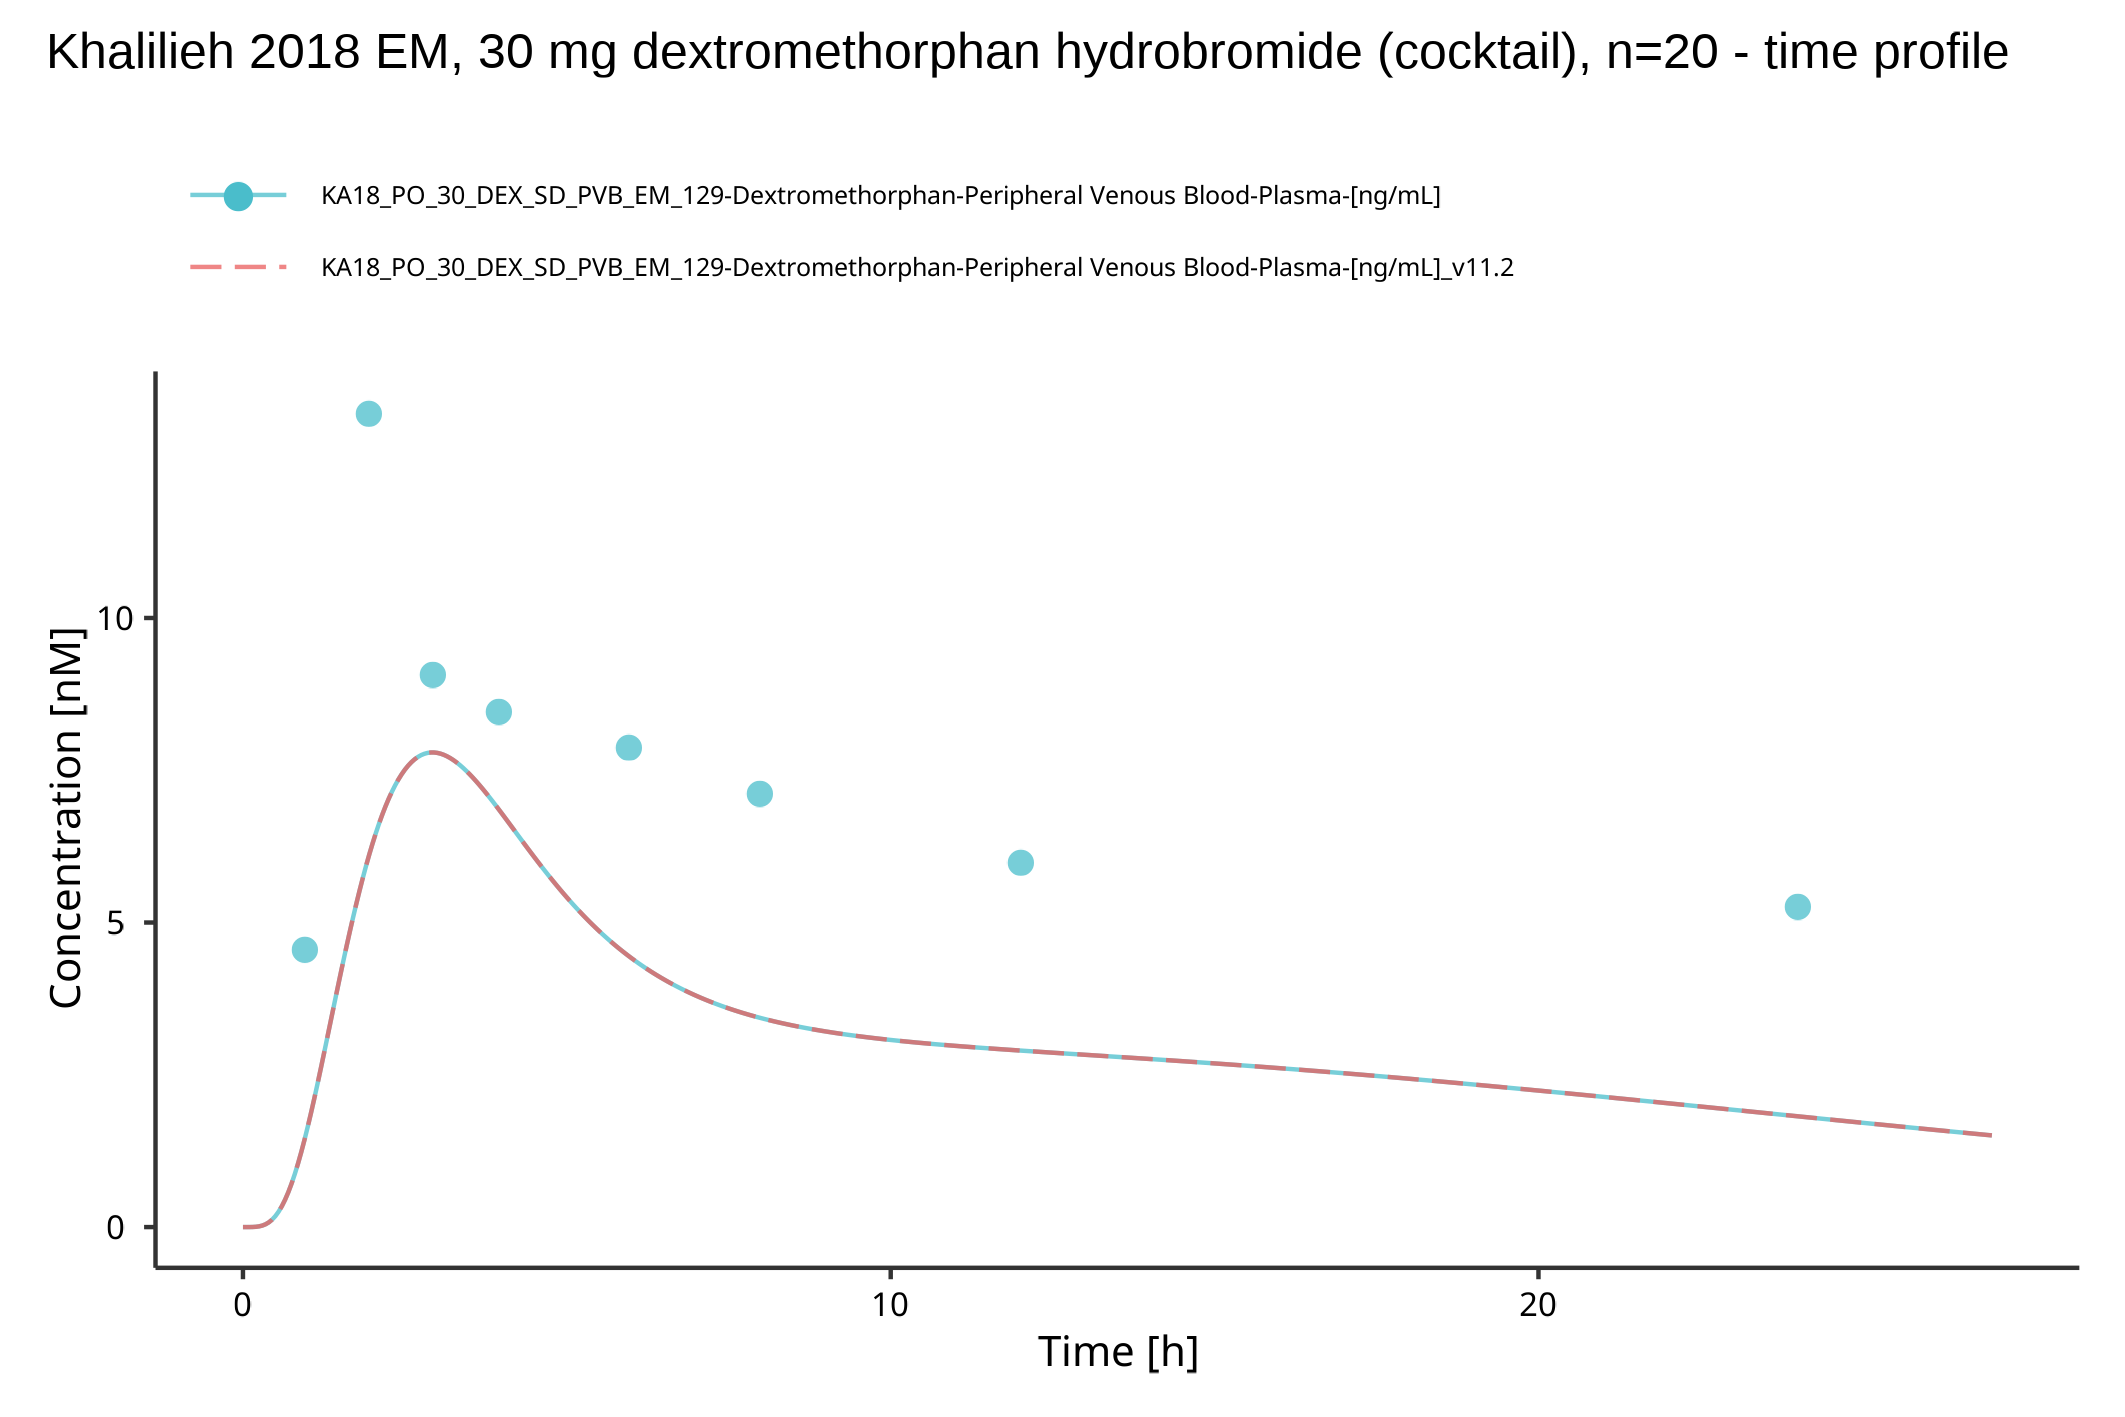 Khalilieh 2018 EM, 30 mg dextromethorphan hydrobromide (cocktail), n=20 - time profile
KA18_PO_30_DEX_SD_PVB_EM_129-Dextromethorphan-Peripheral Venous Blood-Plasma-[ng/mL]
KA18_PO_30_DEX_SD_PVB_EM_129-Dextromethorphan-Peripheral Venous Blood-Plasma-[ng/mL]_v11.2
Concentration [nM]
10
5
0
0
10
20
Time [h]